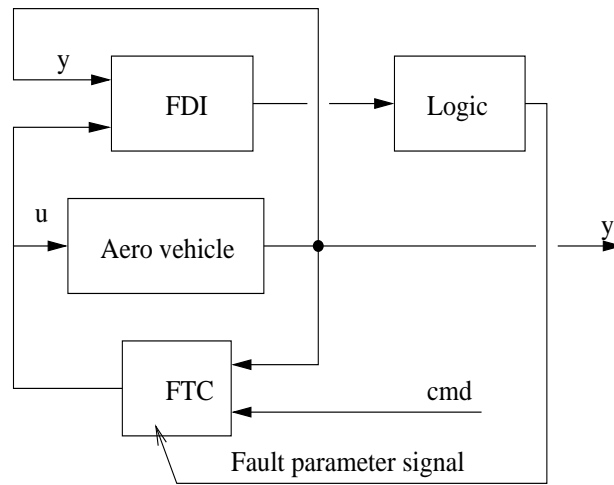 y
FDI
Logic
u
Aero vehicle
y
FTC
cmd
Fault parameter signal